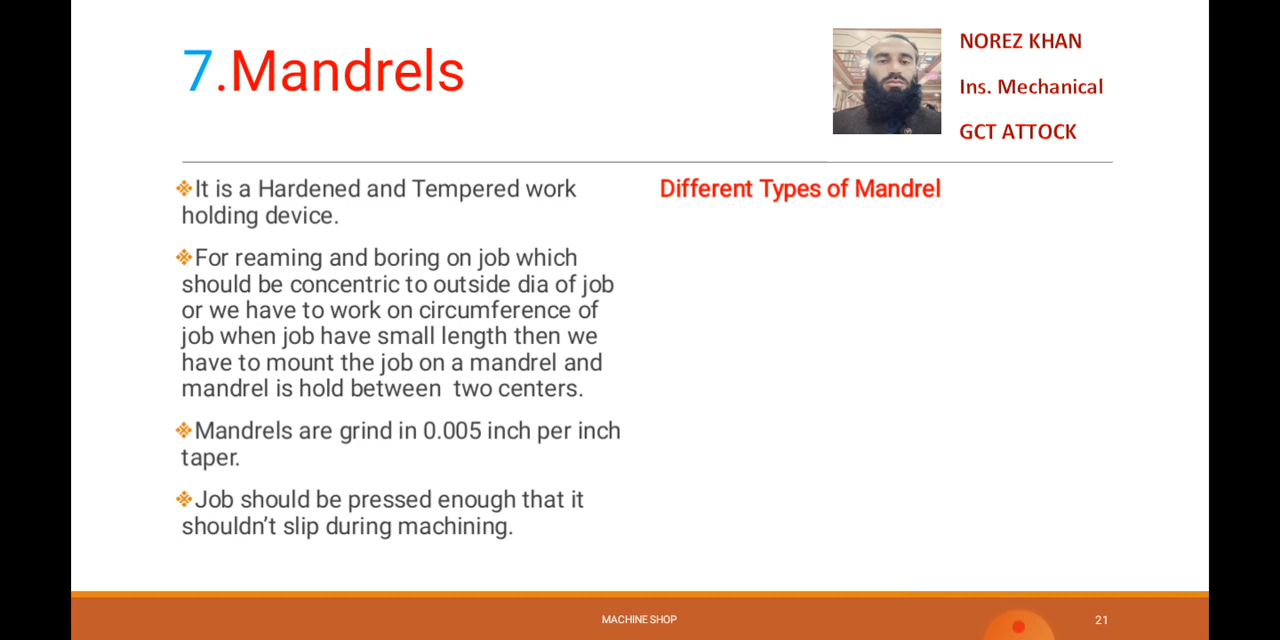 7.Mandrels
NOREZ KHAN
Ins. Mechanical
GCT ATTOCK
It is a Hardened and Tempered work
holding device.
For reaming and boring on job which
should be concentric to outside dia of job
or we have to work on circumference of
job when job have small length then we
have to mount the job on a mandrel and
mandrel is hold between two centers.
Mandrels are grind in 0.005 inch per inch
taper.
Job should be pressed enough that it
shouldn't slip during machining.
Different Types of Mandrel
MACHINE SHOP
21